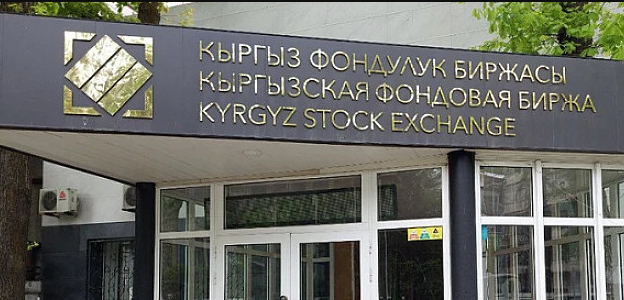 КЫРГЫЗ ФОНДУЛУК БИРЖАСЫ
КЫРГЫЗСКАЯ ФОНДОВАЯ БИРЖА
KYRGYZ STOCK EXCHANGE